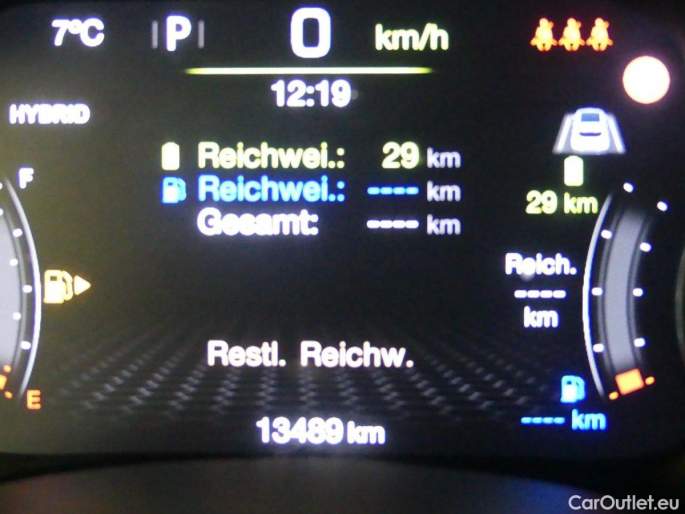 7°C P 0 km/h
12:19
HYBRID
Reichwei.: 29 km
Reichwei.: ---- km
Gesamt: ---- km
29 km
F
Reich.
----
km
Restl. Reichw.
E
---- km
13489 km
CarOutlet.eu